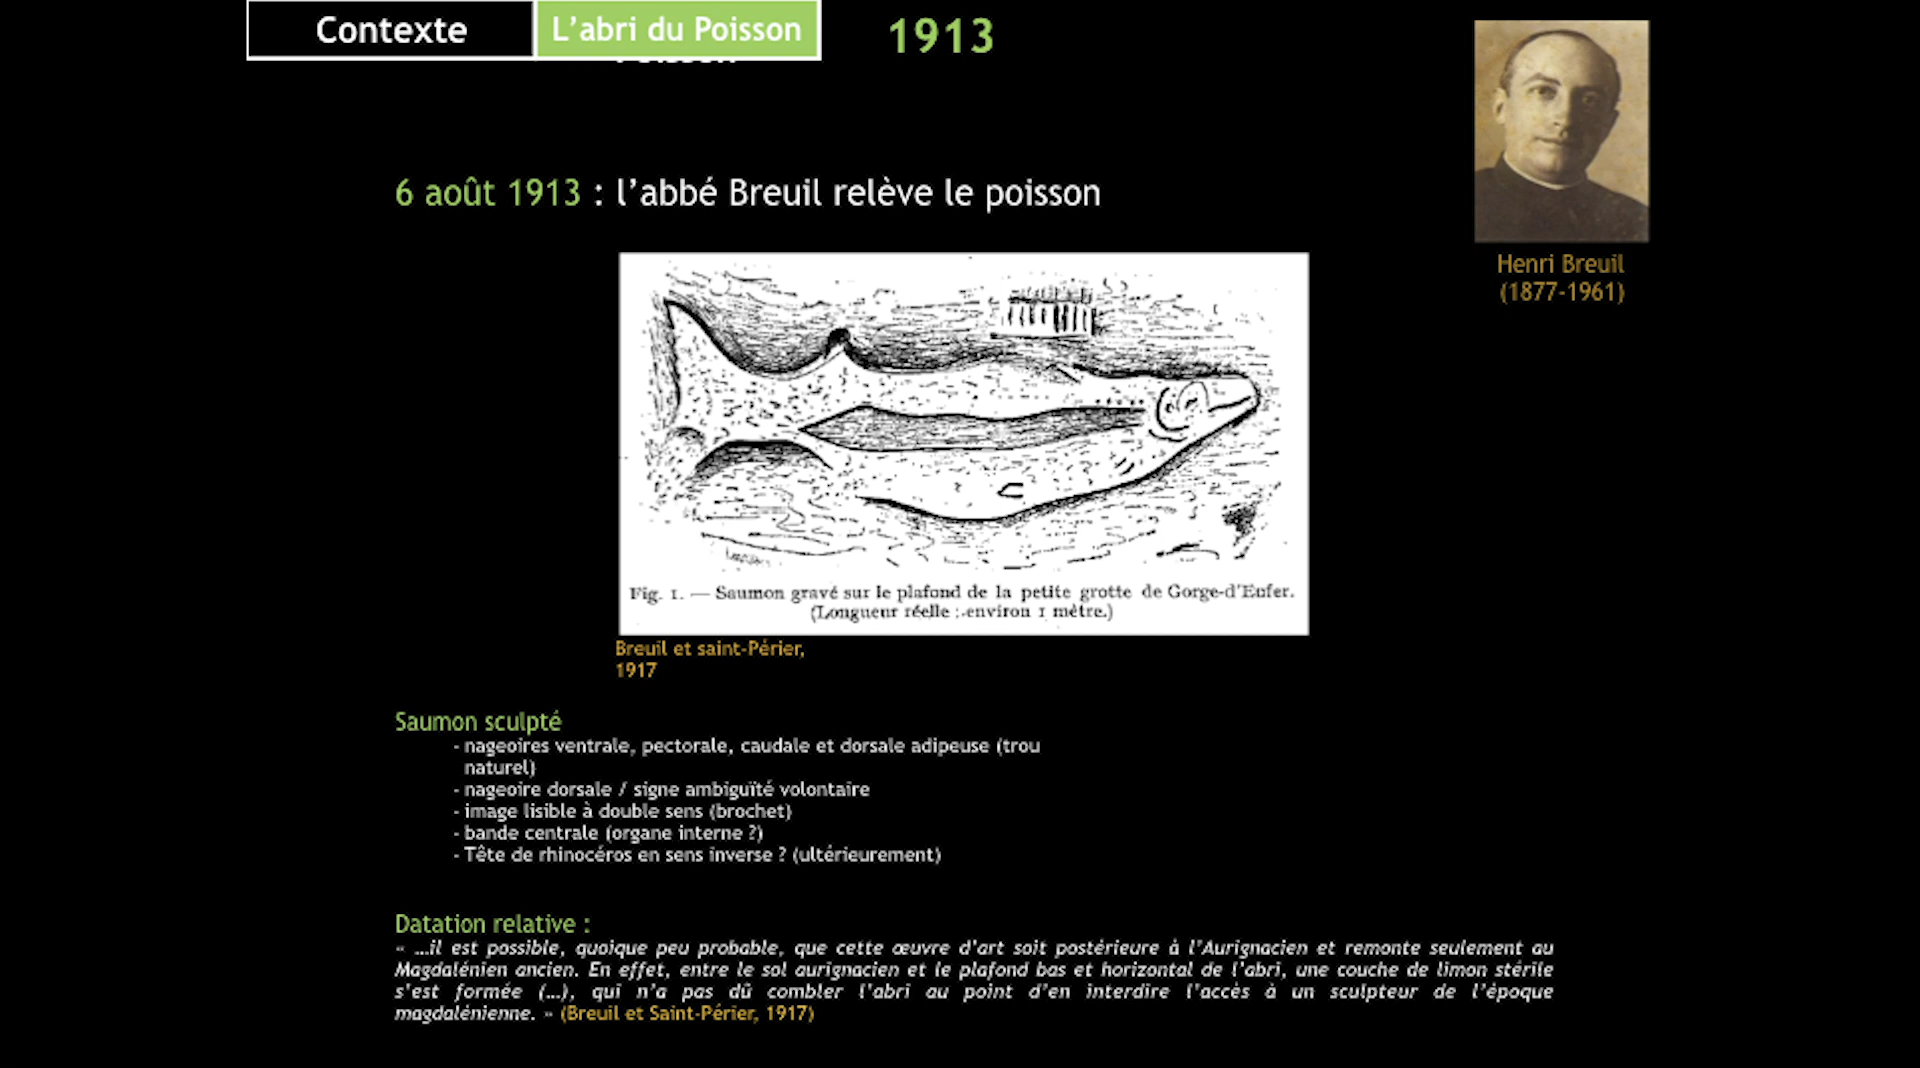 Contexte
L'abri du Poisson
1913
Poisson
6 août 1913 : l'abbé Breuil relève le poisson
Henri Breuil
(1877-1961)
Fig. 1. — Saumon gravé sur le plafond de la petite grotte de Gorge-d'Enfer.
(Longueur réelle : environ 1 mètre.)
Breuil et saint-Périer,
1917
Saumon sculpté
- nageoires ventrale, pectorale, caudale et dorsale adipeuse (trou
naturel)
- nageoire dorsale / signe ambiguïté volontaire
- image lisible à double sens (brochet)
- bande centrale (organe interne ?)
- Tête de rhinocéros en sens inverse ? (ultérieurement)
Datation relative :
« …il est possible, quoique peu probable, que cette œuvre d'art soit postérieure à l'Aurignacien et remonte seulement au
Magdalénien ancien. En effet, entre le sol aurignacien et le plafond bas et horizontal de l'abri, une couche de limon stérile
s'est formée (…), qui n'a pas dû combler l'abri au point d'en interdire l'accès à un sculpteur de l'époque
magdalénienne. » (Breuil et Saint-Périer, 1917)